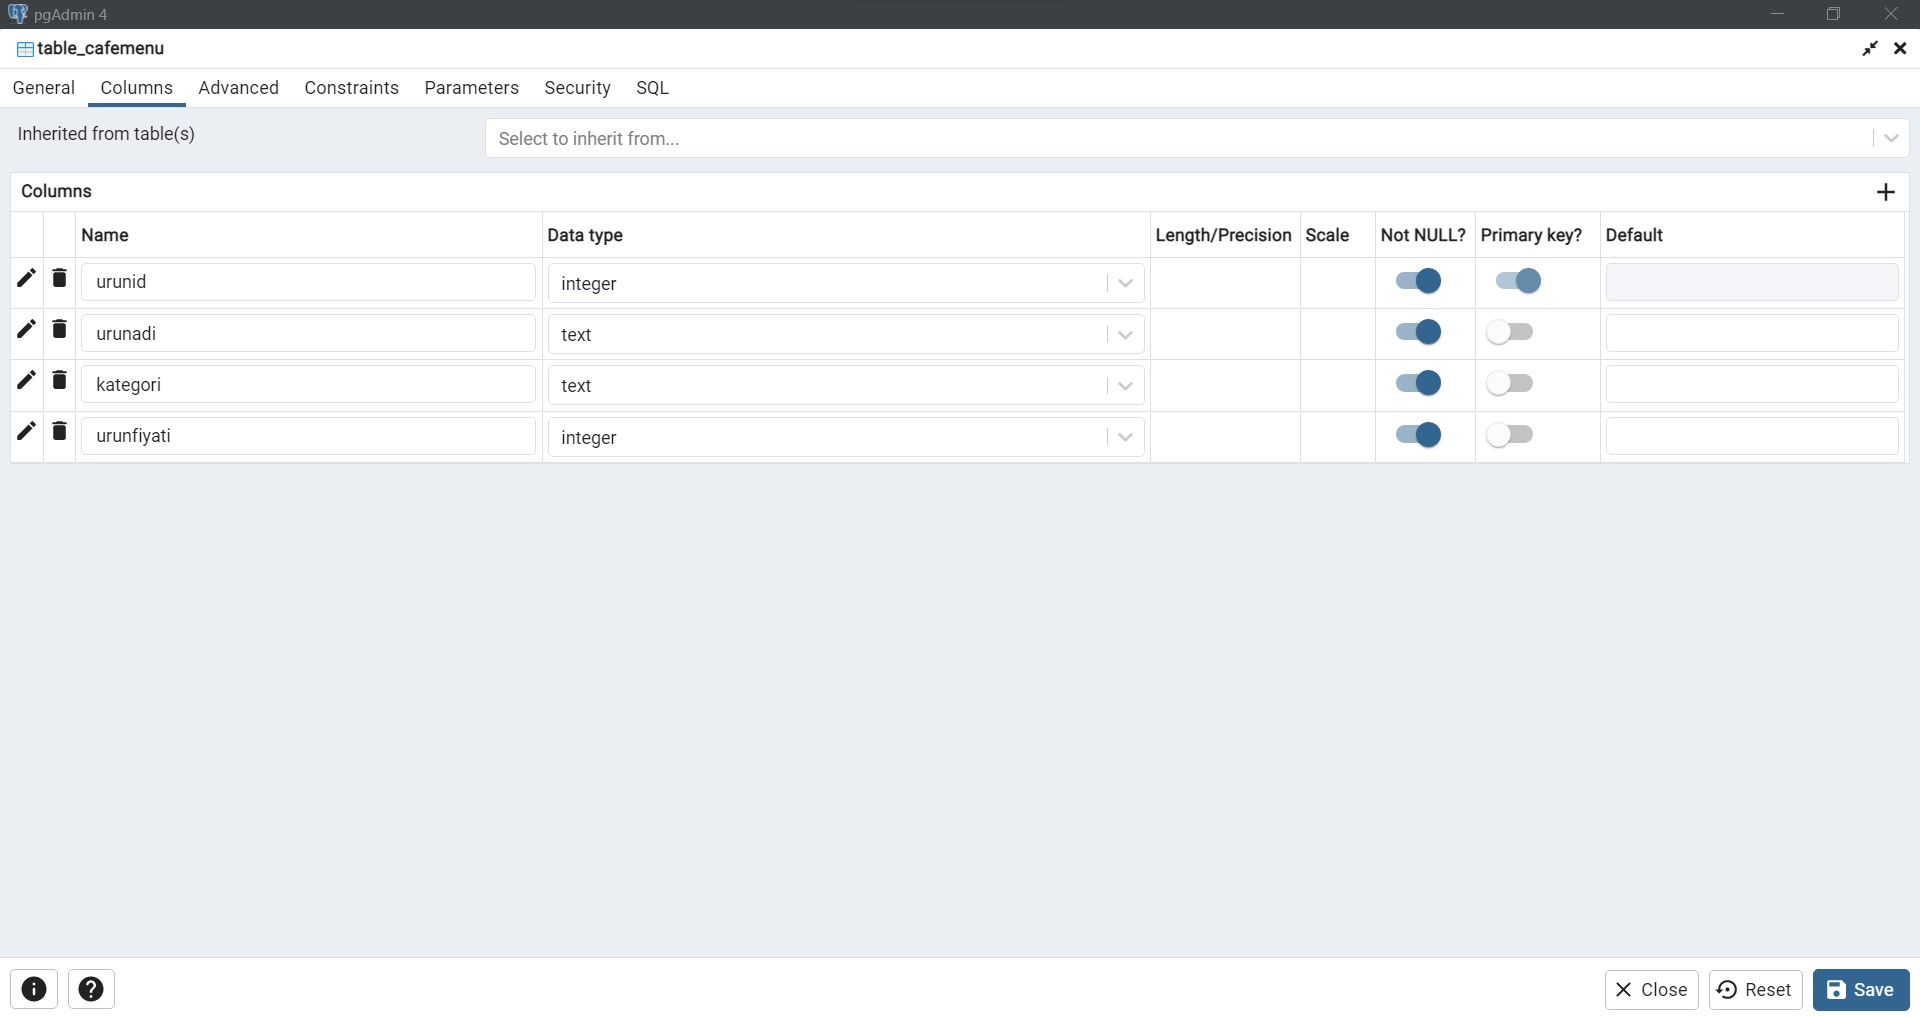 pgAdmin 4
table_cafemenu
General Columns Advanced Constraints Parameters Security SQL
Inherited from table(s) Select to inherit from...
Columns
Name Data type Length/Precision Scale Not NULL? Primary key? Default
urunid integer
urunadi text
kategori text
urunfiyati integer
Close Reset Save